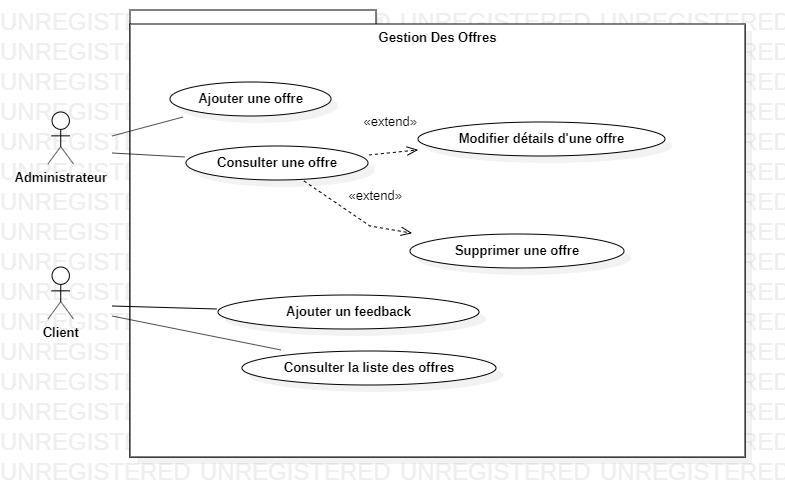 Gestion Des Offres
Ajouter une offre
«extend»
Modifier détails d'une offre
Consulter une offre
Administrateur
«extend»
Supprimer une offre
Ajouter un feedback
Client
Consulter la liste des offres
UNREGISTERED UNREGISTERED UNREGISTERED UNREGISTERED